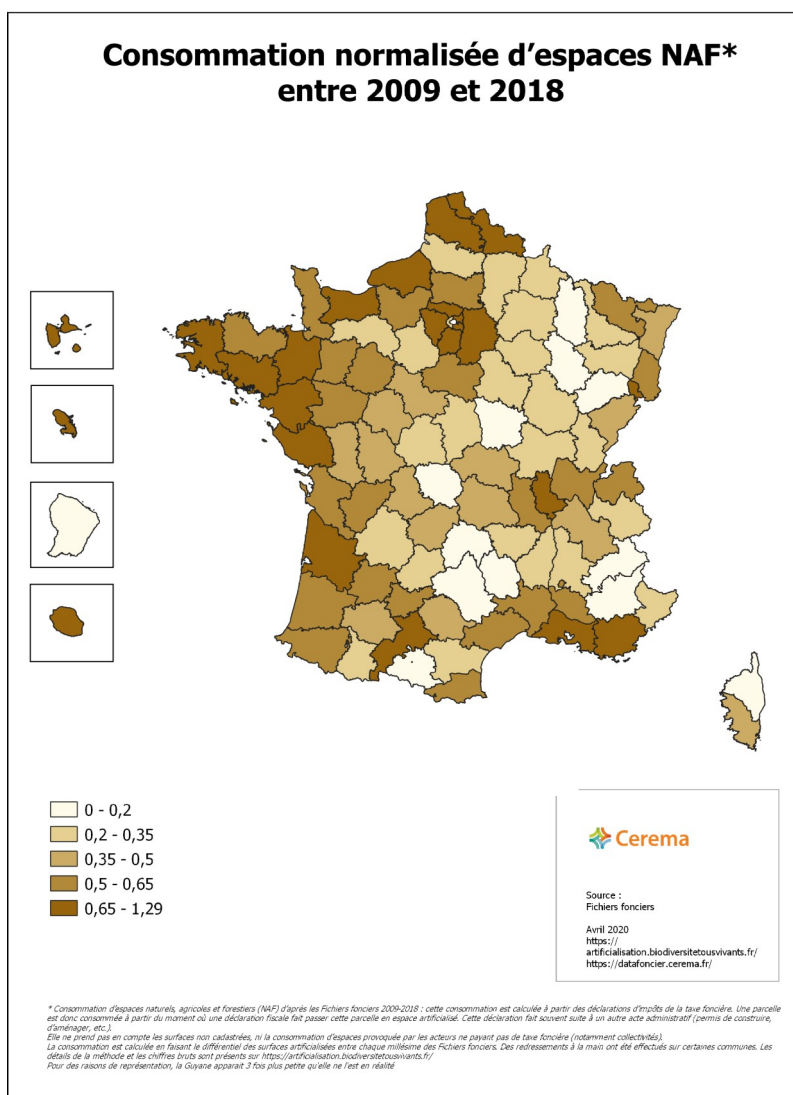 Consommation normalisée d'espaces NAF*
entre 2009 et 2018
0 - 0,2
0,2 - 0,35
0,35 - 0,5
0,5 - 0,65
0,65 - 1,29
Cerema
Source :
Fichiers fonciers
Avril 2020
https://
artificialisation.biodiversitetousvivants.fr/
https://datafoncier.cerema.fr/
* Consommation d'espaces naturels, agricoles et forestiers (NAF) d'après les Fichiers fonciers 2009-2018 : cette consommation est calculée à partir des déclarations d'impôts de la taxe foncière. Une parcelle
est donc consommée à partir du moment où une déclaration fiscale fait passer cette parcelle en espace artificialisé. Cette déclaration fait souvent suite à un autre acte administratif (permis de construire,
d'aménager, etc.).
Elle ne prend pas en compte les surfaces non cadastrées, ni la consommation d'espaces provoquée par les acteurs ne payant pas de taxe foncière (notamment collectivités).
La consommation est calculée en faisant le différentiel des surfaces artificialisées entre chaque millésime des Fichiers fonciers. Des redressements à la main ont été effectués sur certaines communes. Les
détails de la méthode et les chiffres bruts sont présents sur https://artificialisation.biodiversitetousvivants.fr/
Pour des raisons de représentation, la Guyane apparait 3 fois plus petite qu'elle ne l'est en réalité